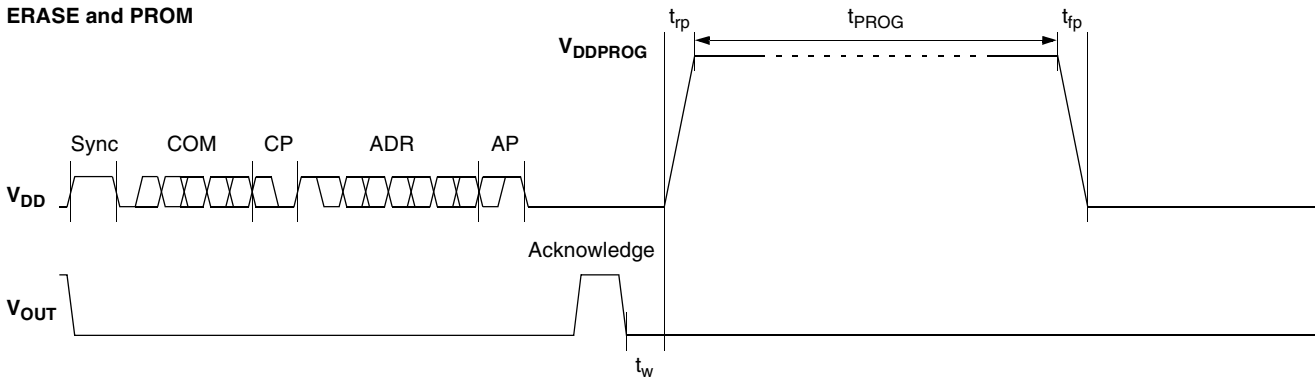 ERASE and PROM
t_rp t_PROG t_fp
V_DDPROG
Sync COM CP ADR AP
V_DD
Acknowledge
V_OUT
t_w